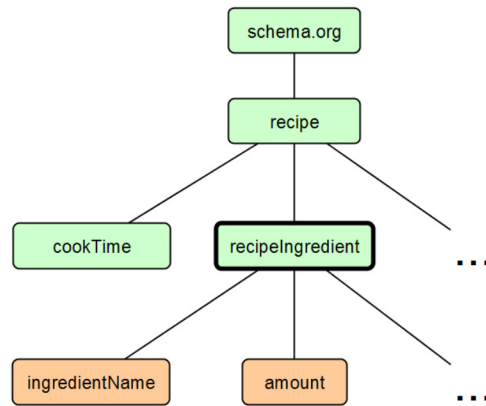 schema.org
recipe
cookTime
recipeIngredient
...
ingredientName
amount
...